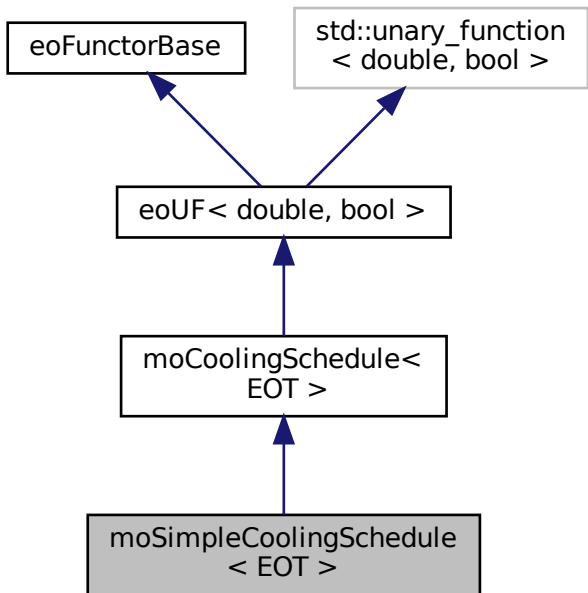 eoFunctorBase
std::unary_function
< double, bool >
eoUF< double, bool >
moCoolingSchedule<
EOT >
moSimpleCoolingSchedule
< EOT >